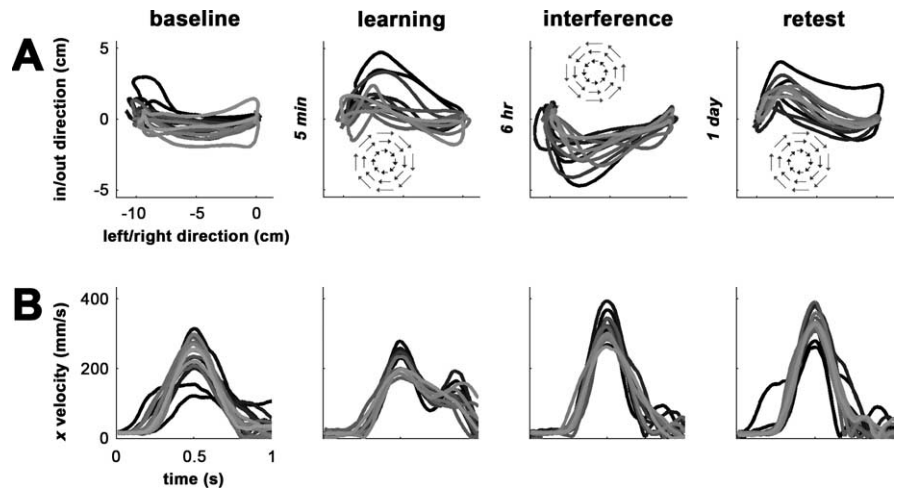 baseline learning interference retest
A
in/out direction (cm)
5
0
-5
-10 -5 0
left/right direction (cm)
5 min
6 hr
1 day
B
x velocity (mm/s)
400
200
0
0 0.5 1
time (s)